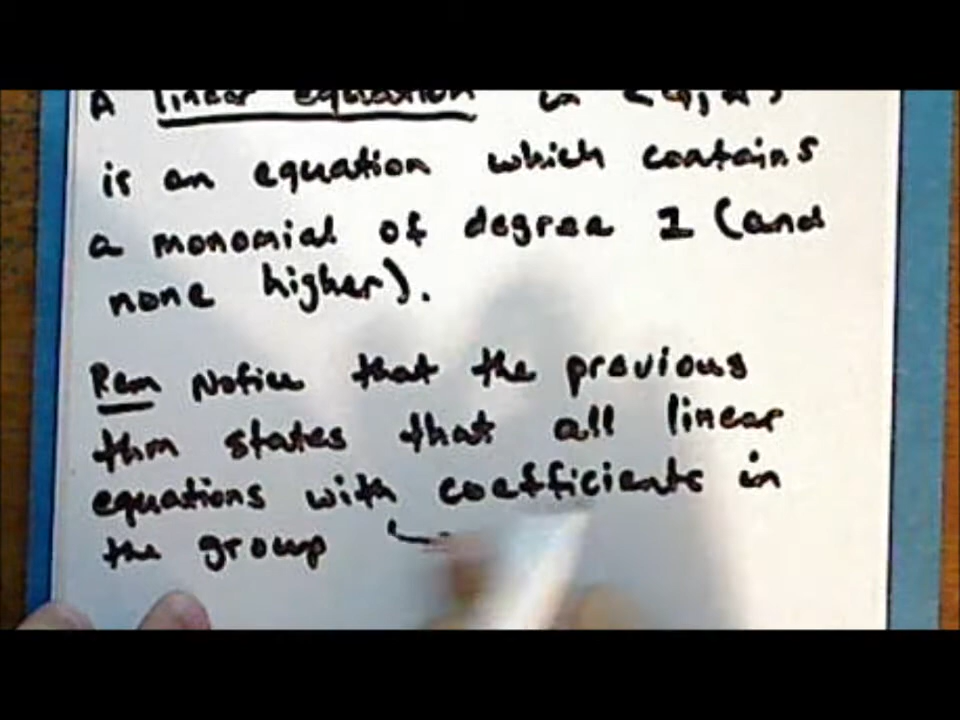 A linear equation in
is an equation which contains
a monomial of degree 1 (and
none higher).
Rem Notice that the previous
thm states that all linear
equations with coefficients in
the group